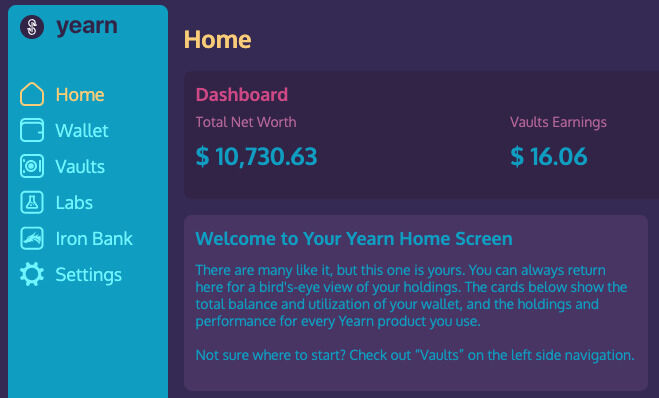 yearn
Home
Wallet
Vaults
Labs
Iron Bank
Settings
Home
Dashboard
Total Net Worth
$ 10,730.63
Vaults Earnings
$ 16.06
Welcome to Your Yearn Home Screen
There are many like it, but this one is yours. You can always return
here for a bird's-eye view of your holdings. The cards below show the
total balance and utilization of your wallet, and the holdings and
performance for every Yearn product you use.
Not sure where to start? Check out “Vaults” on the left side navigation.